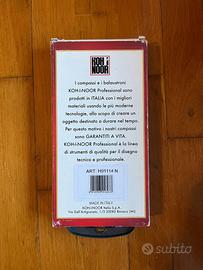 KOH-I-NOOR
I compassi e i balaustroni
KOH-I-NOOR Professional sono
prodotti in ITALIA con i migliori
materiali usando le più moderne
tecnologie, allo scopo di creare un
oggetto destinato a durare nel tempo.
Per questo motivo i nostri compassi
sono GARANTITI A VITA.
KOH-I-NOOR Professional è la linea
di strumenti di qualità per il disegno
tecnico e professionale.
ART. H91114 N
MADE IN ITALY
KOH-I-NOOR Italia S.p.A.
Via Dell'Artigianato,
subito